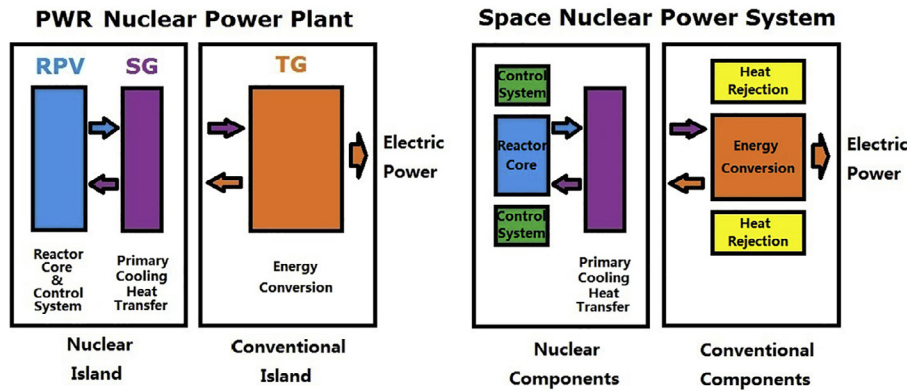 PWR Nuclear Power Plant
RPV
SG
TG
Reactor
Core
&
Control
System
Primary
Cooling
Heat
Transfer
Energy
Conversion
Electric
Power
Nuclear
Island
Conventional
Island
Space Nuclear Power System
Control
System
Reactor
Core
Control
System
Primary
Cooling
Heat
Transfer
Heat
Rejection
Energy
Conversion
Heat
Rejection
Electric
Power
Nuclear
Components
Conventional
Components